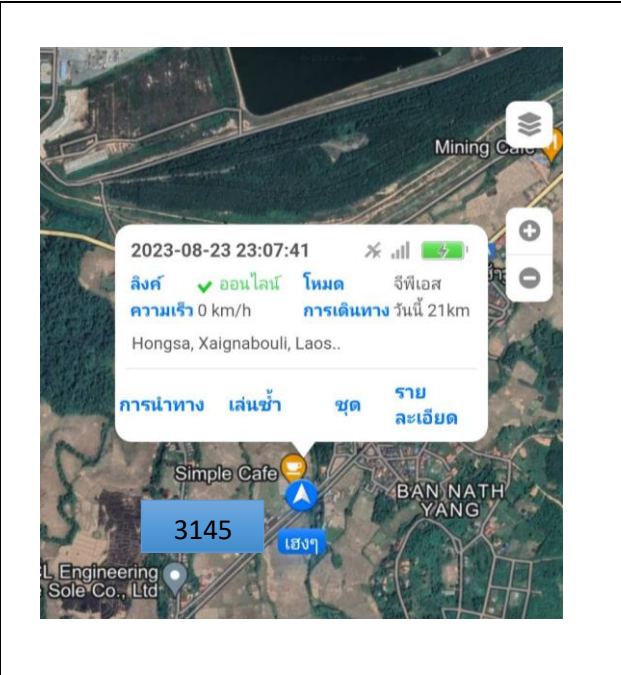 Mining Cafe
2023-08-23 23:07:41
ลิงค์ ออนไลน์ โหมด จีพีเอส
ความเร็ว 0 km/h การเดินทาง วันนี้ 21km
Hongsa, Xaignabouli, Laos..
การนำทาง เล่นซ้ำ ชุด ราย
ละเอียด
Simple Cafe
BAN NATH
YANG
3145
เฮงๆ
L Engineering
Sole Co., Ltd